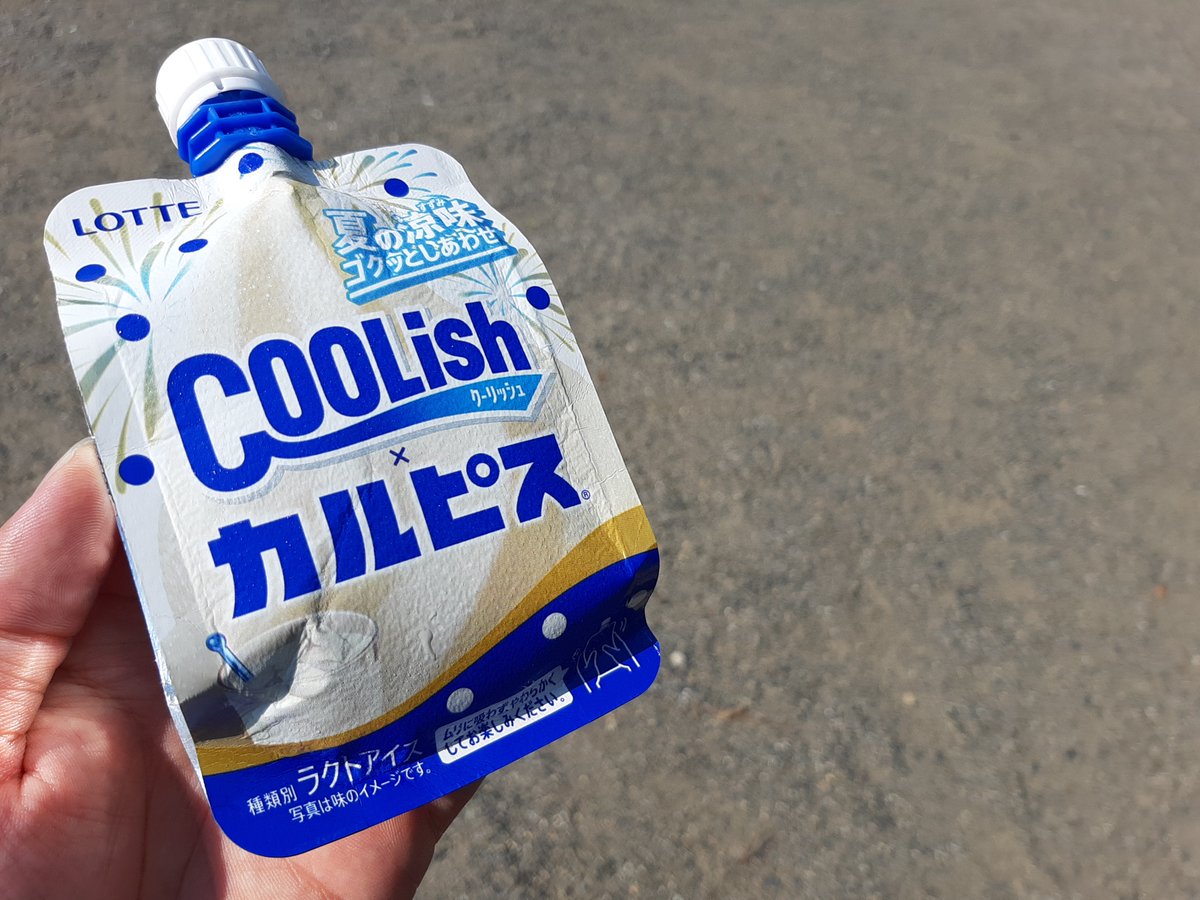 LOTTE
すずみ
夏の涼味
ゴクッとしあわせ
COOLish
クーリッシュ
×
カルピス®
ムリに吸わずやわらかく
してお楽しみください。
種類別 ラクトアイス
写真は味のイメージです。